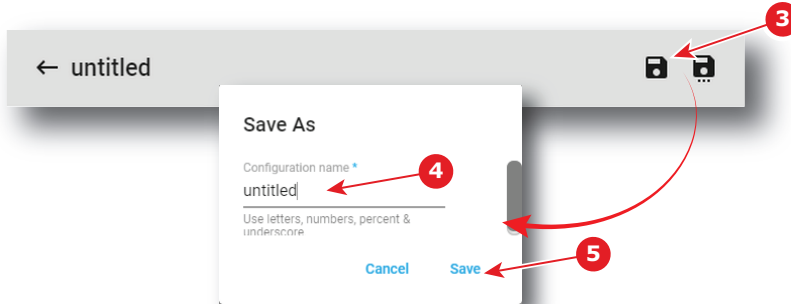 3
← untitled
Save As
Configuration name *
4
untitled
Use letters, numbers, percent &
underscore
Cancel
Save
5